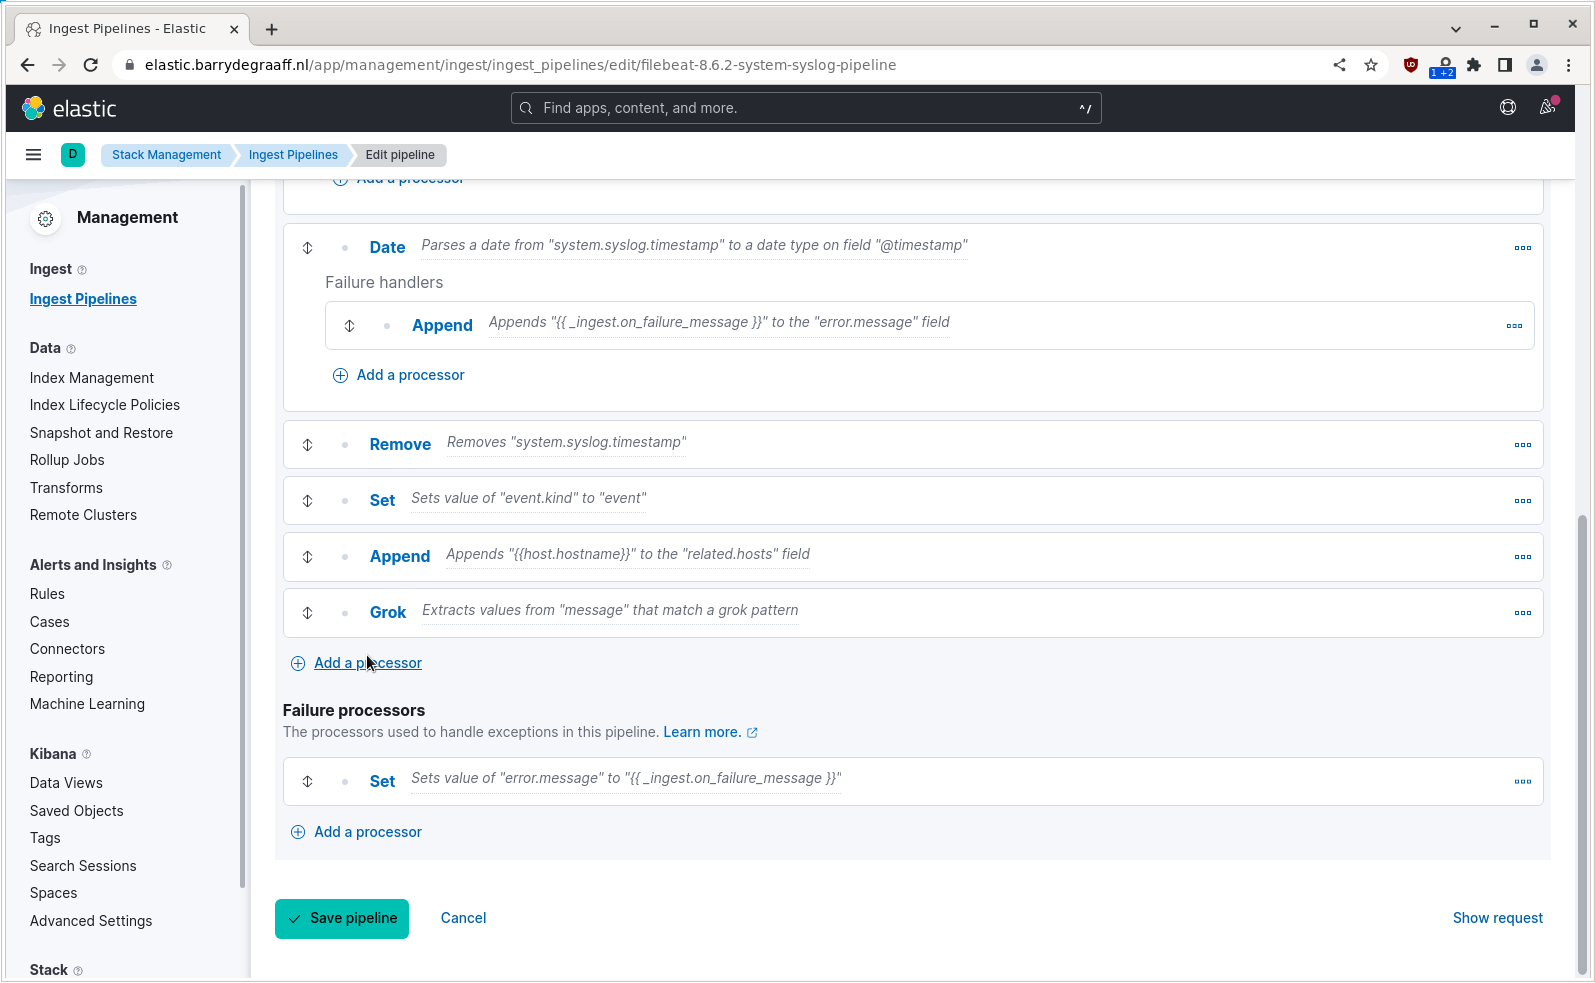 Ingest Pipelines - Elastic
elastic.barrydegraaff.nl/app/management/ingest/ingest_pipelines/edit/filebeat-8.6.2-system-syslog-pipeline
1 +2
elastic
Find apps, content, and more.
^/
D
Stack Management
Ingest Pipelines
Edit pipeline
Management
Ingest
Ingest Pipelines
Data
Index Management
Index Lifecycle Policies
Snapshot and Restore
Rollup Jobs
Transforms
Remote Clusters
Alerts and Insights
Rules
Cases
Connectors
Reporting
Machine Learning
Kibana
Data Views
Saved Objects
Tags
Search Sessions
Spaces
Advanced Settings
Stack
Add a processor
Date Parses a date from "system.syslog.timestamp" to a date type on field "@timestamp"
Failure handlers
Append Appends "{{ _ingest.on_failure_message }}" to the "error.message" field
Add a processor
Remove Removes "system.syslog.timestamp"
Set Sets value of "event.kind" to "event"
Append Appends "{{host.hostname}}" to the "related.hosts" field
Grok Extracts values from "message" that match a grok pattern
Add a processor
Failure processors
The processors used to handle exceptions in this pipeline. Learn more.
Set Sets value of "error.message" to "{{ _ingest.on_failure_message }}"
Add a processor
Save pipeline
Cancel
Show request